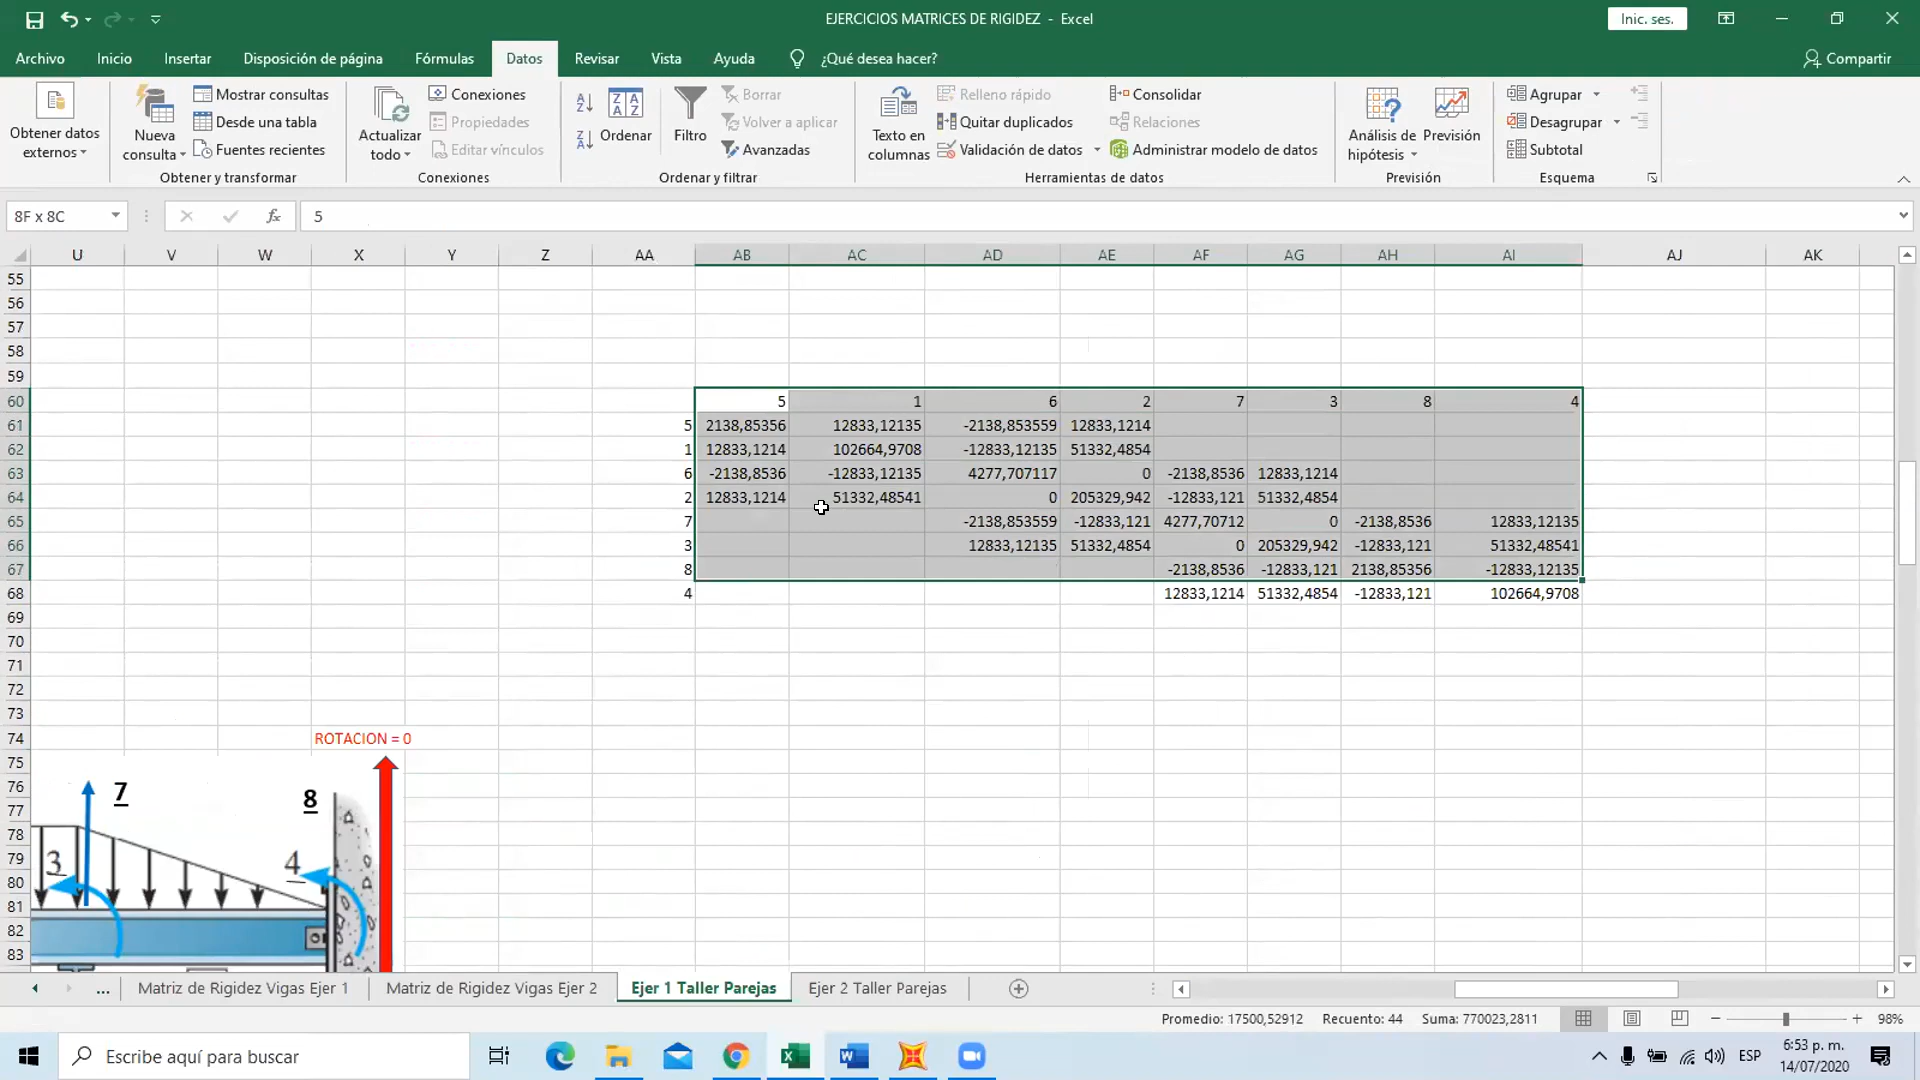 EJERCICIOS MATRICES DE RIGIDEZ - Excel
Inic. ses.
Archivo Inicio Insertar Disposición de página Fórmulas Datos Revisar Vista Ayuda ¿Qué desea hacer? Compartir
Obtener datos externos
Nueva consulta
Mostrar consultas
Desde una tabla
Fuentes recientes
Obtener y transformar
Actualizar todo
Conexiones
Propiedades
Editar vínculos
Conexiones
Ordenar
Filtro
Borrar
Volver a aplicar
Avanzadas
Ordenar y filtrar
Texto en columnas
Relleno rápido
Quitar duplicados
Validación de datos
Consolidar
Relaciones
Administrar modelo de datos
Herramientas de datos
Análisis de hipótesis
Previsión
Previsión
Agrupar
Desagrupar
Subtotal
Esquema
8F x 8C
fx
5
U V W X Y Z AA AB AC AD AE AF AG AH AI AJ AK
55
56
57
58
59
60 5 1 6 2 7 3 8 4
61 5 2138,85356 12833,12135 -2138,853559 12833,1214
62 1 12833,1214 102664,9708 -12833,12135 51332,4854
63 6 -2138,8536 -12833,12135 4277,707117 0 -2138,8536 12833,1214
64 2 12833,1214 51332,48541 0 205329,942 -12833,121 51332,4854
65 7 -2138,853559 -12833,121 4277,70712 0 -2138,8536 12833,12135
66 3 12833,12135 51332,4854 0 205329,942 -12833,121 51332,48541
67 8 -2138,8536 -12833,121 2138,85356 -12833,12135
68 4 12833,1214 51332,4854 -12833,121 102664,9708
69
70
71
72
73
74 ROTACION = 0
75
76 7 8
77
78
79 3 4
80
81
82
83
... Matriz de Rigidez Vigas Ejer 1 Matriz de Rigidez Vigas Ejer 2 Ejer 1 Taller Parejas Ejer 2 Taller Parejas
Promedio: 17500,52912 Recuento: 44 Suma: 770023,2811 98%
Escribe aquí para buscar
ESP
6:53 p. m.
14/07/2020